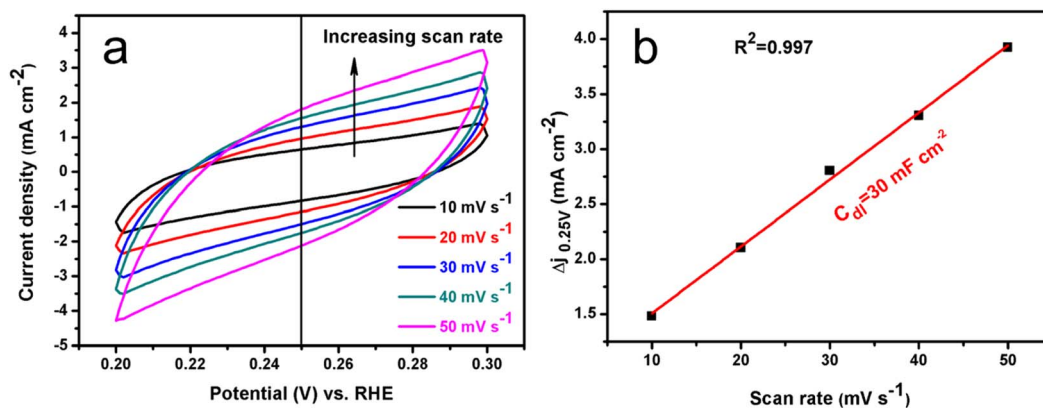 a
Increasing scan rate
Current density (mA cm⁻²)
4
3
2
1
0
-1
-2
-3
-4
-5
10 mV s⁻¹
20 mV s⁻¹
30 mV s⁻¹
40 mV s⁻¹
50 mV s⁻¹
0.20 0.22 0.24 0.26 0.28 0.30
Potential (V) vs. RHE
b
R²=0.997
Δj 0.25V (mA cm⁻²)
4.0
3.5
3.0
2.5
2.0
1.5
C dl=30 mF cm⁻²
10 20 30 40 50
Scan rate (mV s⁻¹)